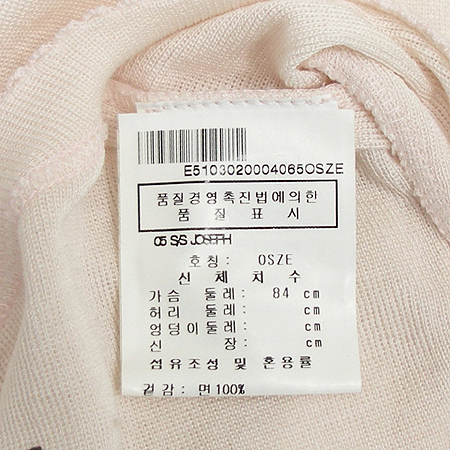 E5103020004065OSZE
품질경영촉진법에의한
품 질 표 시
05 S/S JOSEPH
호칭 : OSZE
신 체 치 수
가슴 둘레 : 84 cm
허리 둘레 : cm
엉덩이둘레 : cm
신 장 : cm
섬유조성 및 혼용률
겉감 : 면100%